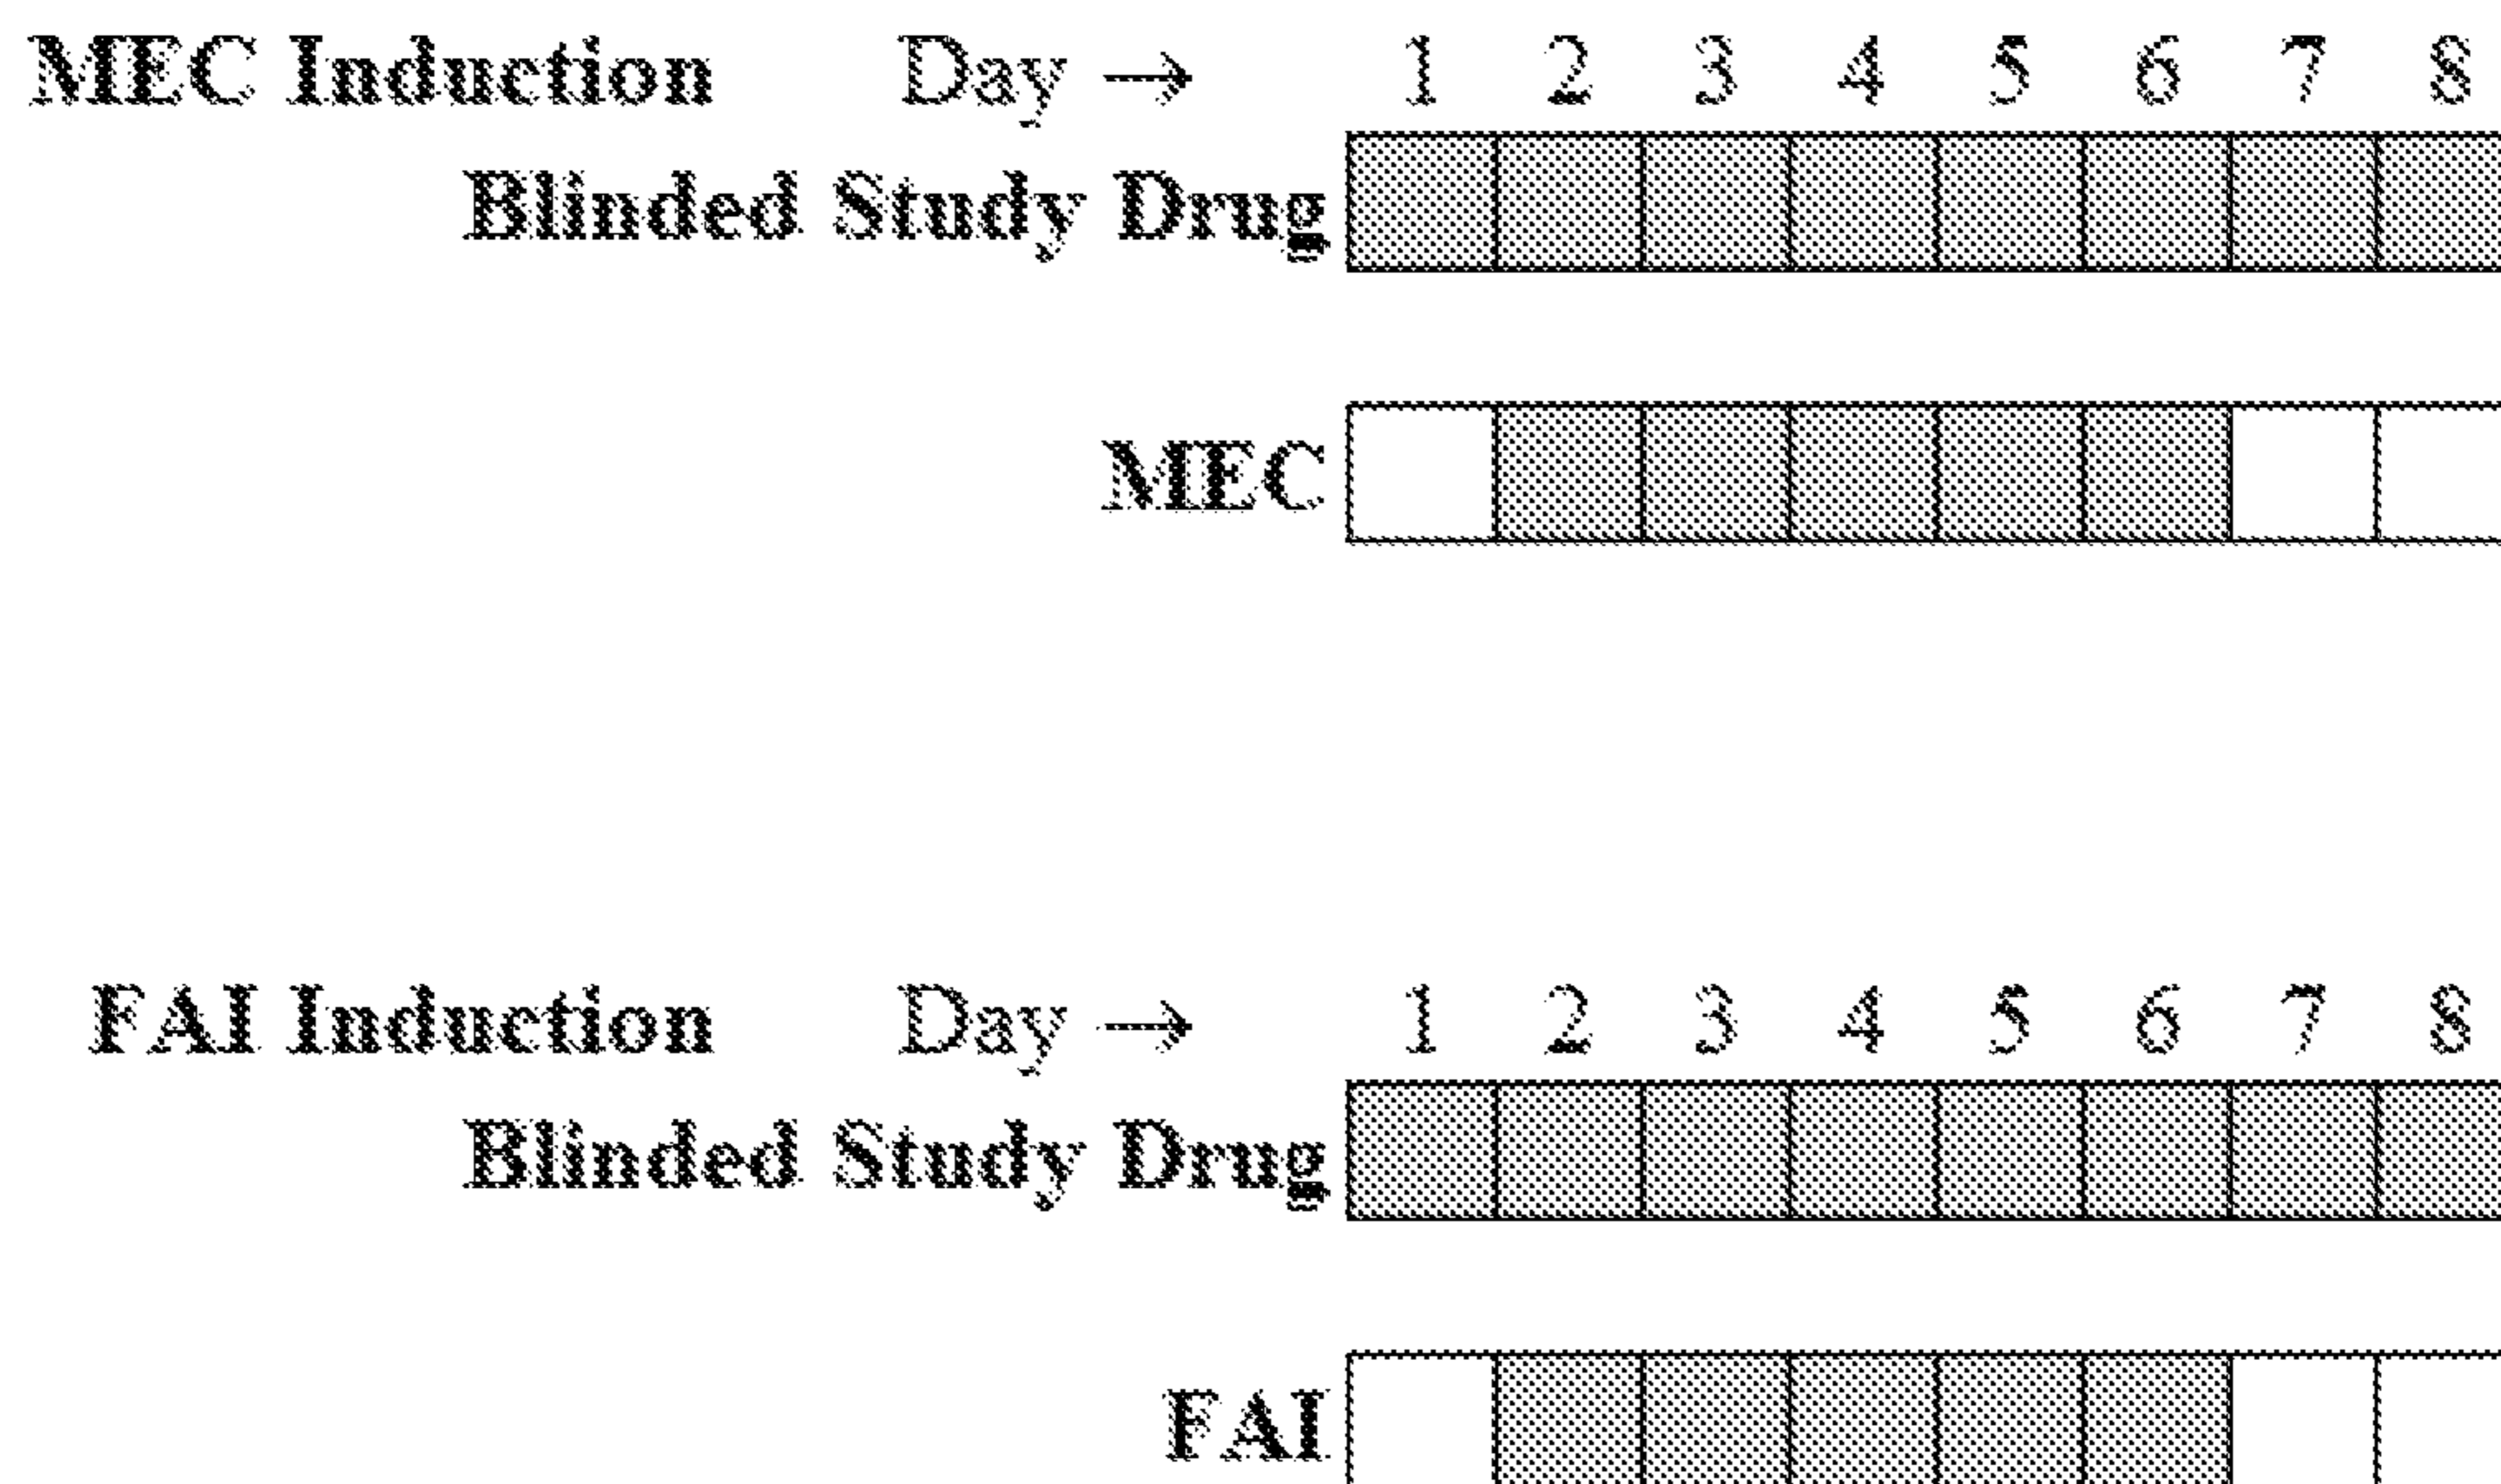 MEC Induction Day → 1 2 3 4 5 6 7 8
Blinded Study Drug
MEC
FAI Induction Day → 1 2 3 4 5 6 7 8
Blinded Study Drug
FAI